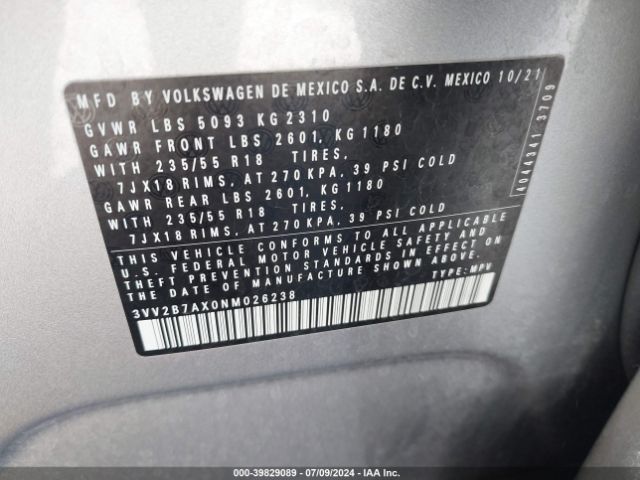 MFD BY VOLKSWAGEN DE MEXICO S.A. DE C.V. MEXICO 10/21
GVWR LBS 5093 KG 2310
GAWR FRONT LBS 2601, KG 1180
WITH 235/55 R18 TIRES,
7JX18 RIMS, AT 270 KPA, 39 PSI COLD
GAWR REAR LBS 2601, KG 1180
WITH 235/55 R18 TIRES,
7JX18 RIMS, AT 270 KPA, 39 PSI COLD
THIS VEHICLE CONFORMS TO ALL APPLICABLE
U.S. FEDERAL MOTOR VEHICLE SAFETY AND
THEFT PREVENTION STANDARDS IN EFFECT ON
THE DATE OF MANUFACTURE SHOWN ABOVE.
3VV2B7AX0NM026238 TYPE: MPV
4044341 3709
000-39829089 | 07/09/2024 - IAAI.COM